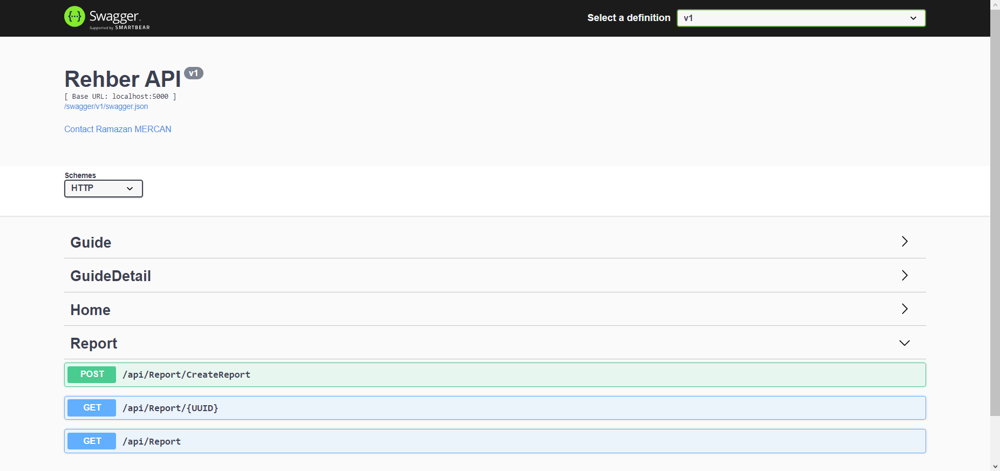 Swagger
Supported by SMARTBEAR
Select a definition
v1
Rehber API v1
[ Base URL: localhost:5000 ]
/swagger/v1/swagger.json
Contact Ramazan MERCAN
Schemes
HTTP
Guide
GuideDetail
Home
Report
POST /api/Report/CreateReport
GET /api/Report/{UUID}
GET /api/Report